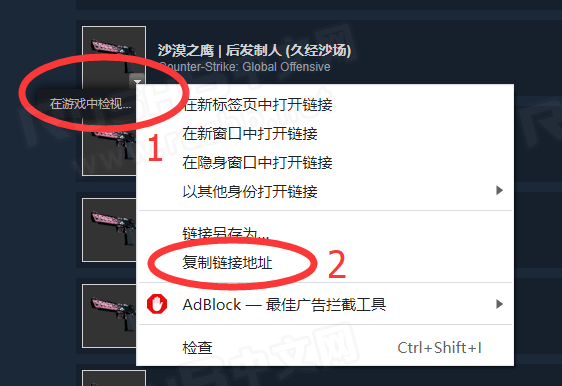 沙漠之鹰 | 后发制人 (久经沙场)
Counter-Strike: Global Offensive
在游戏中检视...
1
在新标签页中打开链接
在新窗口中打开链接
在隐身窗口中打开链接
以其他身份打开链接
链接另存为...
复制链接地址
2
AdBlock — 最佳广告拦截工具
检查 Ctrl+Shift+I